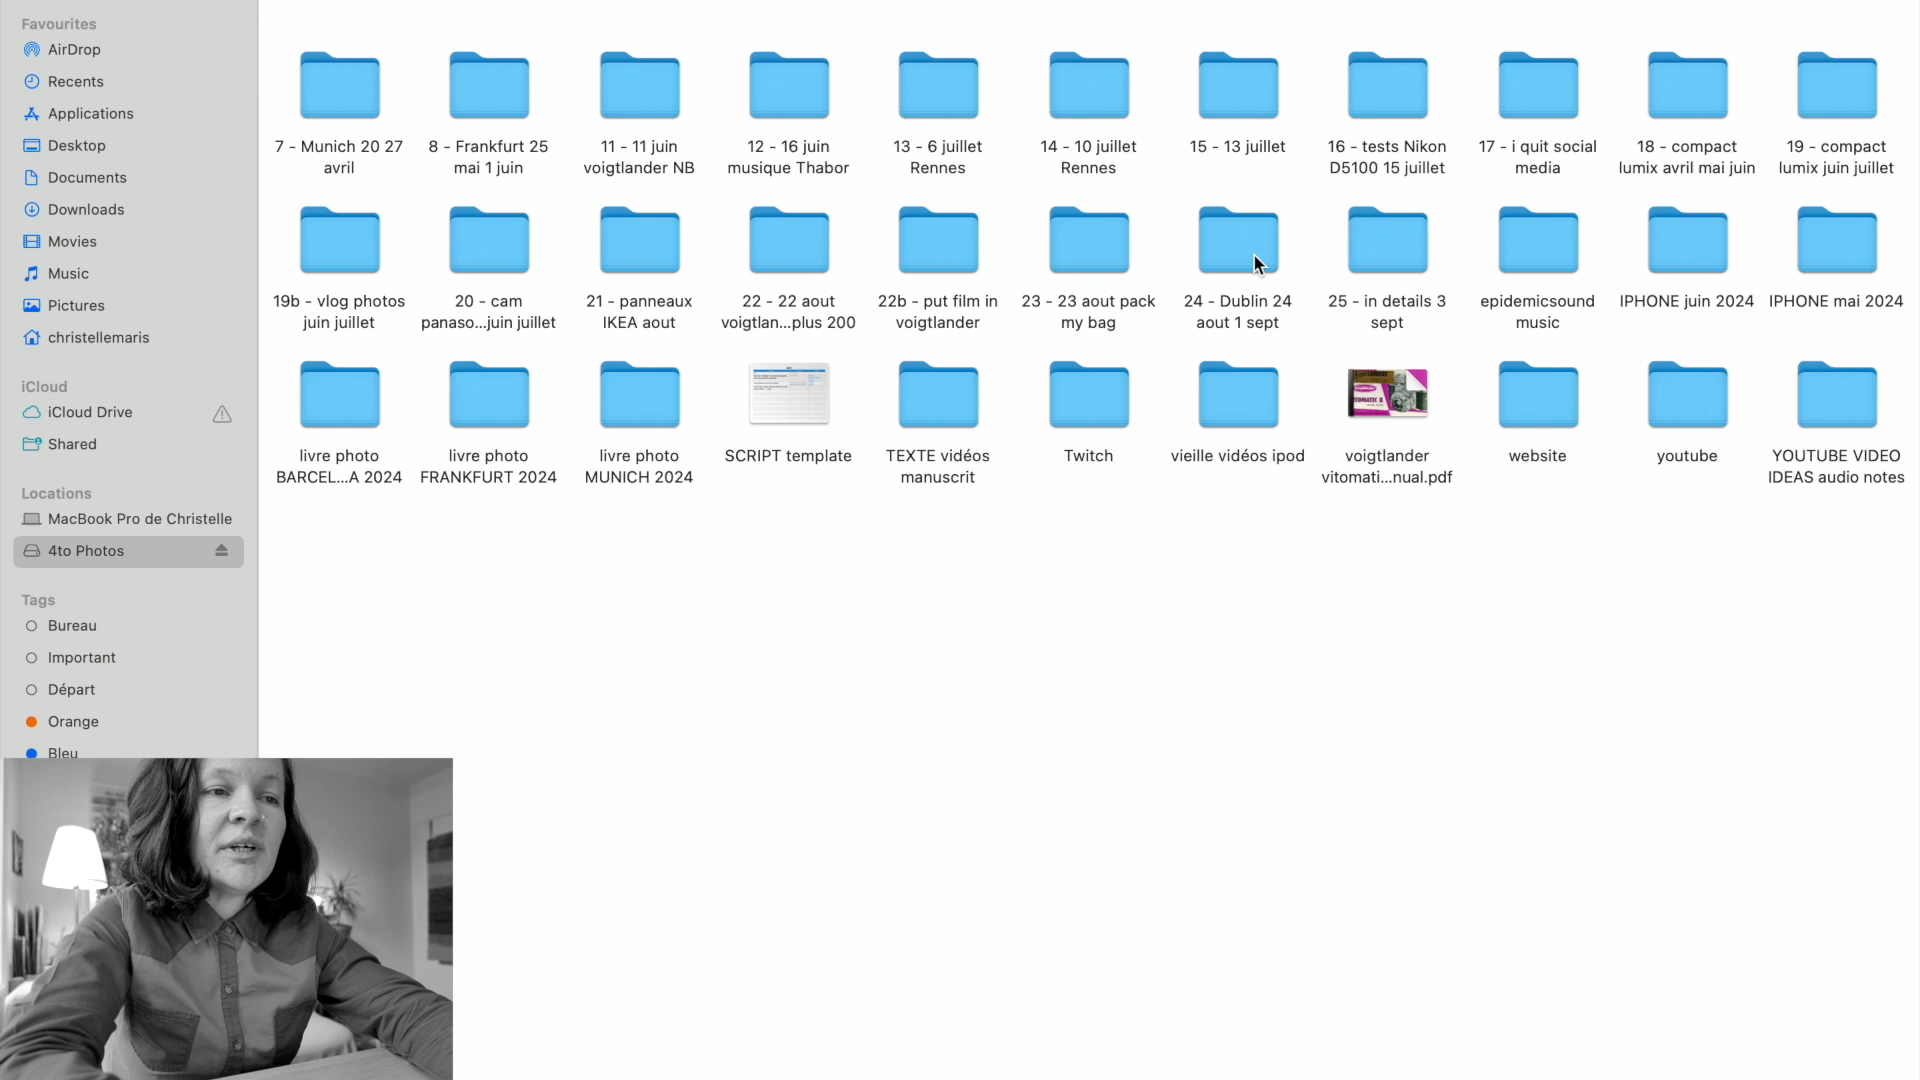 Favourites
AirDrop
Recents
Applications
Desktop
Documents
Downloads
Movies
Music
Pictures
christellemaris
iCloud
iCloud Drive
Shared
Locations
MacBook Pro de Christelle
4to Photos
Tags
Bureau
Important
Départ
Orange
Bleu
7 - Munich 20 27
avril
8 - Frankfurt 25
mai 1 juin
11 - 11 juin
voigtlander NB
12 - 16 juin
musique Thabor
13 - 6 juillet
Rennes
14 - 10 juillet
Rennes
15 - 13 juillet
16 - tests Nikon
D5100 15 juillet
17 - i quit social
media
18 - compact
lumix avril mai juin
19 - compact
lumix juin juillet
19b - vlog photos
juin juillet
20 - cam
panaso...juin juillet
21 - panneaux
IKEA aout
22 - 22 aout
voigtlan...plus 200
22b - put film in
voigtlander
23 - 23 aout pack
my bag
24 - Dublin 24
aout 1 sept
25 - in details 3
sept
epidemicsound
music
IPHONE juin 2024
IPHONE mai 2024
livre photo
BARCEL...A 2024
livre photo
FRANKFURT 2024
livre photo
MUNICH 2024
SCRIPT template
TEXTE vidéos
manuscrit
Twitch
vieille vidéos ipod
voigtlander
vitomati...nual.pdf
website
youtube
YOUTUBE VIDEO
IDEAS audio notes